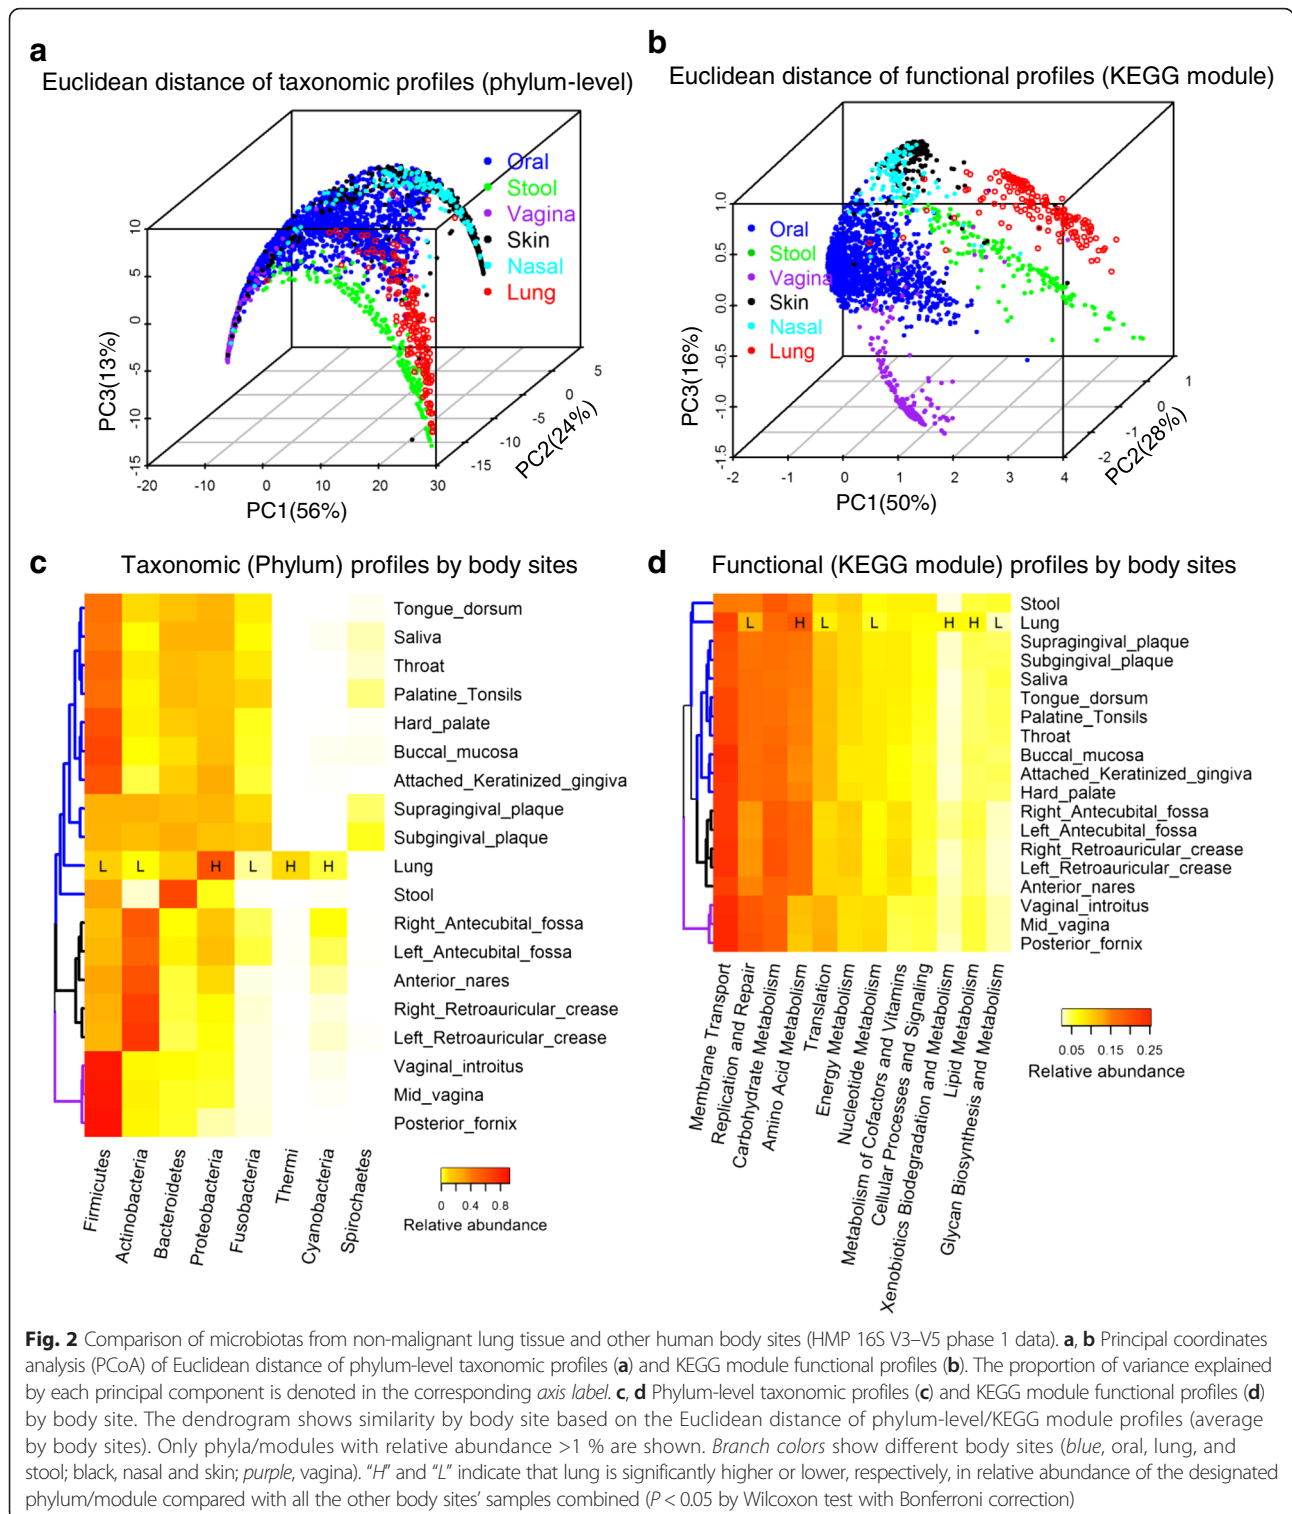 a
Euclidean distance of taxonomic profiles (phylum-level)
Oral
Stool
Vagina
Skin
Nasal
Lung
PC3(13%)
10
5
0
-5
-10
-15
-20
-10
0
10
20
30
PC1(56%)
-15
-10
-5
0
5
PC2(24%)
b
Euclidean distance of functional profiles (KEGG module)
Oral
Stool
Vagina
Skin
Nasal
Lung
PC3(16%)
1.0
0.5
0.0
-0.5
-1.0
-1.5
-2
-1
0
1
2
3
4
PC1(50%)
-2
-1
0
1
PC2(28%)
c
Taxonomic (Phylum) profiles by body sites
Tongue_dorsum
Saliva
Throat
Palatine_Tonsils
Hard_palate
Buccal_mucosa
Attached_Keratinized_gingiva
Supragingival_plaque
Subgingival_plaque
L L H L H H Lung
Stool
Right_Antecubital_fossa
Left_Antecubital_fossa
Anterior_nares
Right_Retroauricular_crease
Left_Retroauricular_crease
Vaginal_introitus
Mid_vagina
Posterior_fornix
Firmicutes
Actinobacteria
Bacteroidetes
Proteobacteria
Fusobacteria
Thermi
Cyanobacteria
Spirochaetes
0 0.4 0.8
Relative abundance
d
Functional (KEGG module) profiles by body sites
Stool
L H L L H H L Lung
Supragingival_plaque
Subgingival_plaque
Saliva
Tongue_dorsum
Palatine_Tonsils
Throat
Buccal_mucosa
Attached_Keratinized_gingiva
Hard_palate
Right_Antecubital_fossa
Left_Antecubital_fossa
Right_Retroauricular_crease
Left_Retroauricular_crease
Anterior_nares
Vaginal_introitus
Mid_vagina
Posterior_fornix
Membrane Transport
Replication and Repair
Carbohydrate Metabolism
Amino Acid Metabolism
Translation
Energy Metabolism
Nucleotide Metabolism
Metabolism of Cofactors and Vitamins
Cellular Processes and Signaling
Xenobiotics Biodegradation and Metabolism
Lipid Metabolism
Glycan Biosynthesis and Metabolism
0.05 0.15 0.25
Relative abundance
Fig. 2 Comparison of microbiotas from non-malignant lung tissue and other human body sites (HMP 16S V3–V5 phase 1 data). a, b Principal coordinates
analysis (PCoA) of Euclidean distance of phylum-level taxonomic profiles (a) and KEGG module functional profiles (b). The proportion of variance explained
by each principal component is denoted in the corresponding axis label. c, d Phylum-level taxonomic profiles (c) and KEGG module functional profiles (d)
by body site. The dendrogram shows similarity by body site based on the Euclidean distance of phylum-level/KEGG module profiles (average
by body sites). Only phyla/modules with relative abundance >1 % are shown. Branch colors show different body sites (blue, oral, lung, and
stool; black, nasal and skin; purple, vagina). “H” and “L” indicate that lung is significantly higher or lower, respectively, in relative abundance of the designated
phylum/module compared with all the other body sites’ samples combined (P < 0.05 by Wilcoxon test with Bonferroni correction)